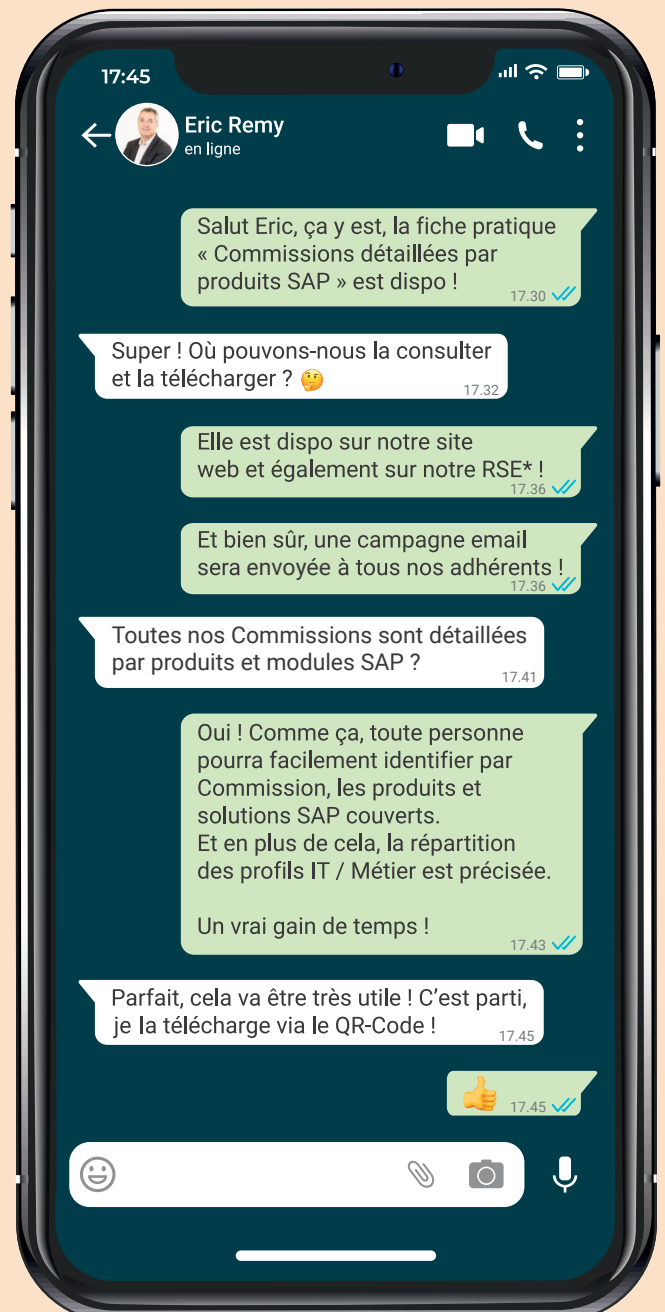 17:45
Eric Remy
en ligne
Salut Eric, ça y est, la fiche pratique
« Commissions détaillées par
produits SAP » est dispo !
17.30
Super ! Où pouvons-nous la consulter
et la télécharger ? 🤔
17.32
Elle est dispo sur notre site
web et également sur notre RSE* !
17.36
Et bien sûr, une campagne email
sera envoyée à tous nos adhérents !
17.36
Toutes nos Commissions sont détaillées
par produits et modules SAP ?
17.41
Oui ! Comme ça, toute personne
pourra facilement identifier par
Commission, les produits et
solutions SAP couverts.
Et en plus de cela, la répartition
des profils IT / Métier est précisée.
Un vrai gain de temps !
17.43
Parfait, cela va être très utile ! C’est parti,
je la télécharge via le QR-Code !
17.45
👍
17.45